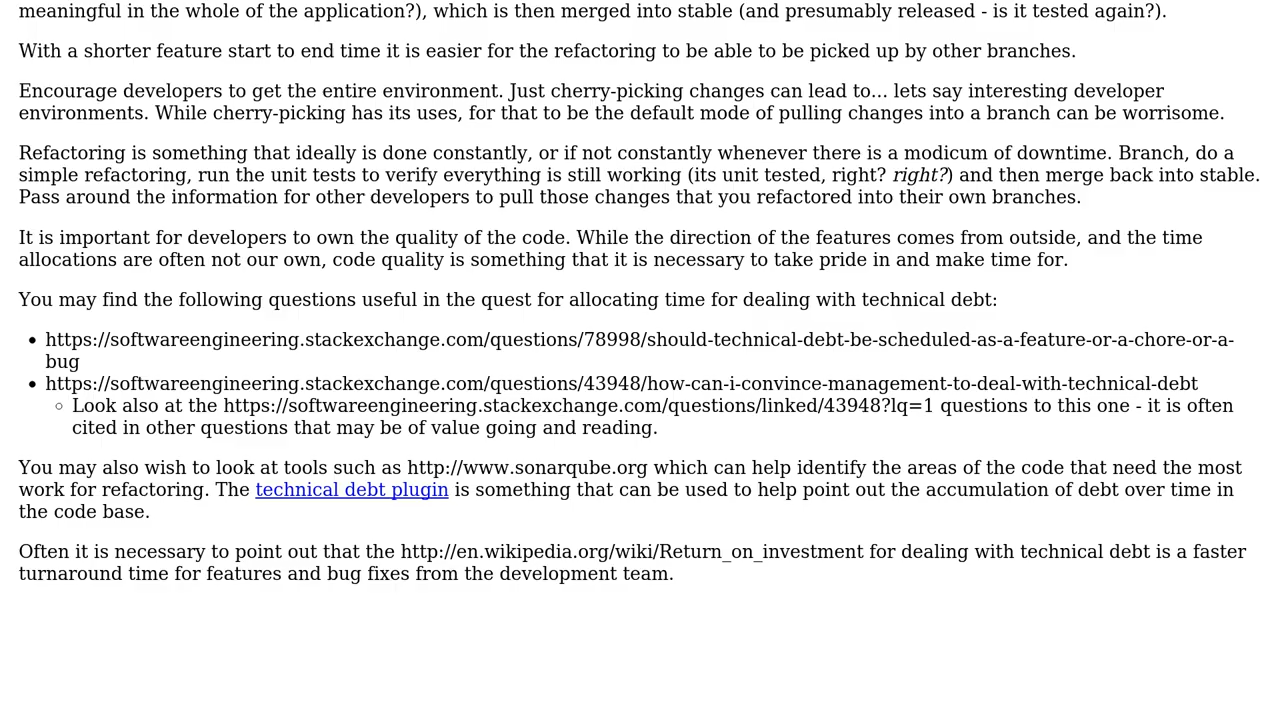 meaningful in the whole of the application?), which is then merged into stable (and presumably released - is it tested again?).
With a shorter feature start to end time it is easier for the refactoring to be able to be picked up by other branches.
Encourage developers to get the entire environment. Just cherry-picking changes can lead to... lets say interesting developer
environments. While cherry-picking has its uses, for that to be the default mode of pulling changes into a branch can be worrisome.
Refactoring is something that ideally is done constantly, or if not constantly whenever there is a modicum of downtime. Branch, do a
simple refactoring, run the unit tests to verify everything is still working (its unit tested, right? right?) and then merge back into stable.
Pass around the information for other developers to pull those changes that you refactored into their own branches.
It is important for developers to own the quality of the code. While the direction of the features comes from outside, and the time
allocations are often not our own, code quality is something that it is necessary to take pride in and make time for.
You may find the following questions useful in the quest for allocating time for dealing with technical debt:
• https://softwareengineering.stackexchange.com/questions/78998/should-technical-debt-be-scheduled-as-a-feature-or-a-chore-or-a-
bug
• https://softwareengineering.stackexchange.com/questions/43948/how-can-i-convince-management-to-deal-with-technical-debt
◦ Look also at the https://softwareengineering.stackexchange.com/questions/linked/43948?lq=1 questions to this one - it is often
cited in other questions that may be of value going and reading.
You may also wish to look at tools such as http://www.sonarqube.org which can help identify the areas of the code that need the most
work for refactoring. The technical debt plugin is something that can be used to help point out the accumulation of debt over time in
the code base.
Often it is necessary to point out that the http://en.wikipedia.org/wiki/Return_on_investment for dealing with technical debt is a faster
turnaround time for features and bug fixes from the development team.